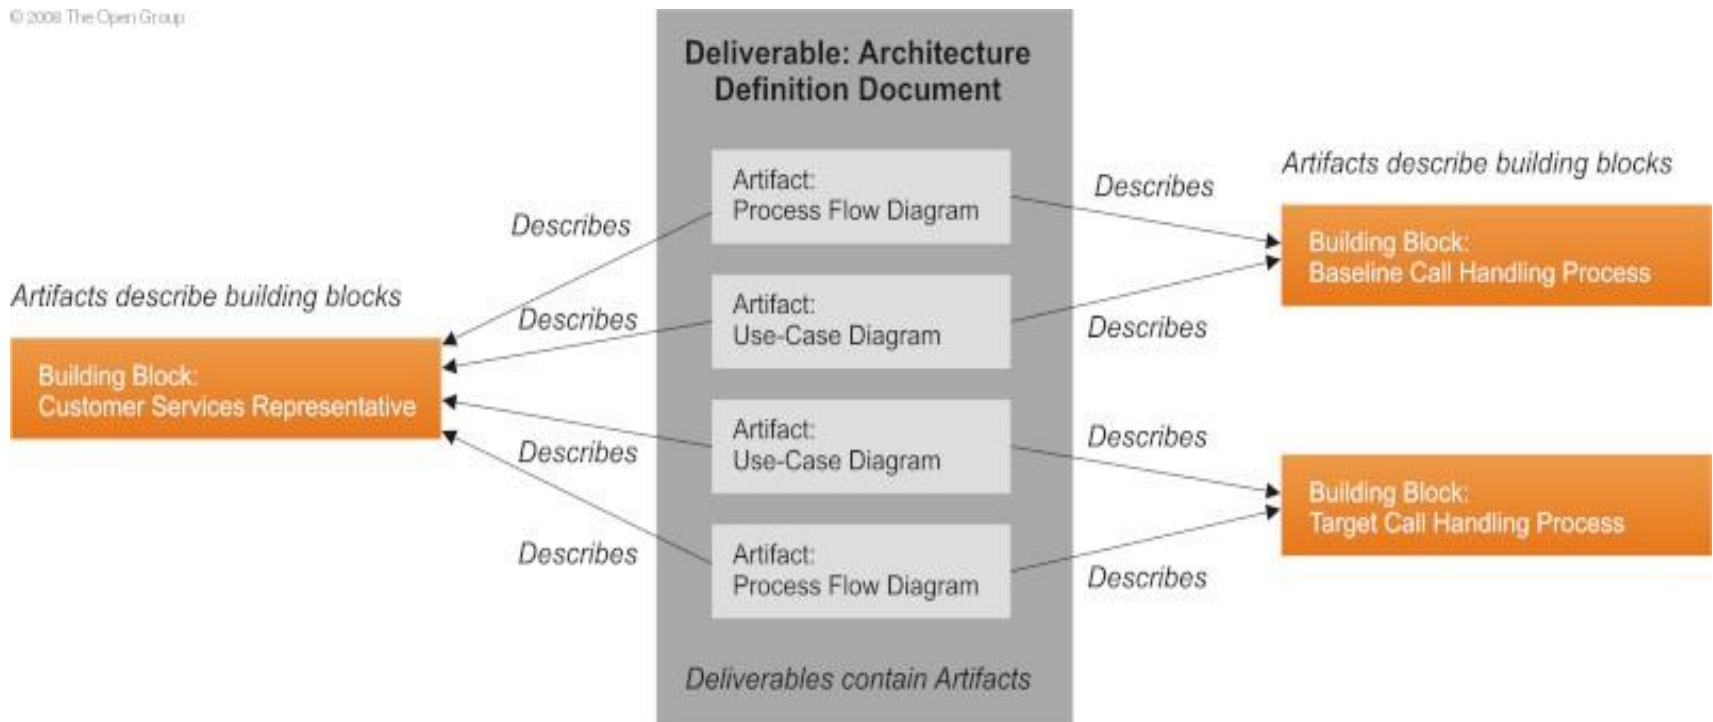 © 2008 The Open Group
Deliverable: Architecture
Definition Document
Artifact:
Process Flow Diagram
Artifact:
Use-Case Diagram
Artifact:
Use-Case Diagram
Artifact:
Process Flow Diagram
Deliverables contain Artifacts
Describes
Describes
Describes
Describes
Artifacts describe building blocks
Building Block:
Customer Services Representative
Describes
Describes
Describes
Describes
Artifacts describe building blocks
Building Block:
Baseline Call Handling Process
Building Block:
Target Call Handling Process